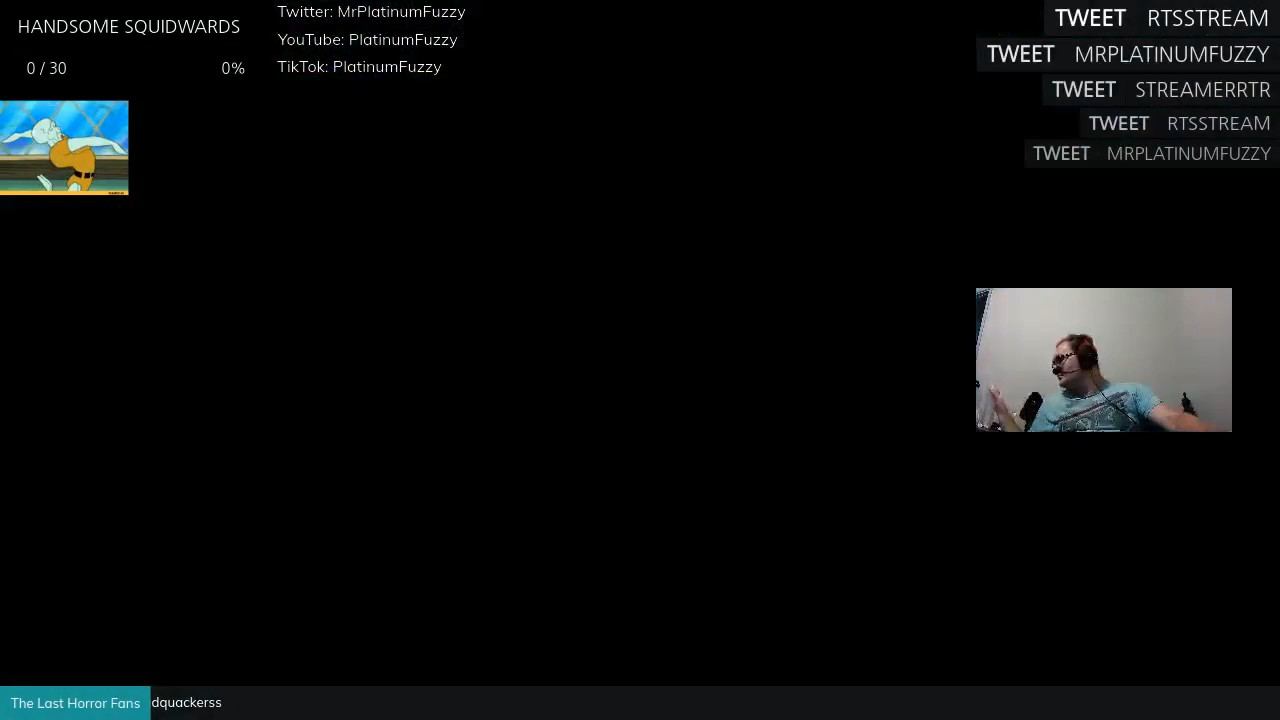 HANDSOME SQUIDWARDS
0 / 30 0%
Twitter: MrPlatinumFuzzy
YouTube: PlatinumFuzzy
TikTok: PlatinumFuzzy
TWEET RTSSTREAM
TWEET MRPLATINUMFUZZY
TWEET STREAMERRTR
TWEET RTSSTREAM
TWEET MRPLATINUMFUZZY
The Last Horror Fans dquackerss